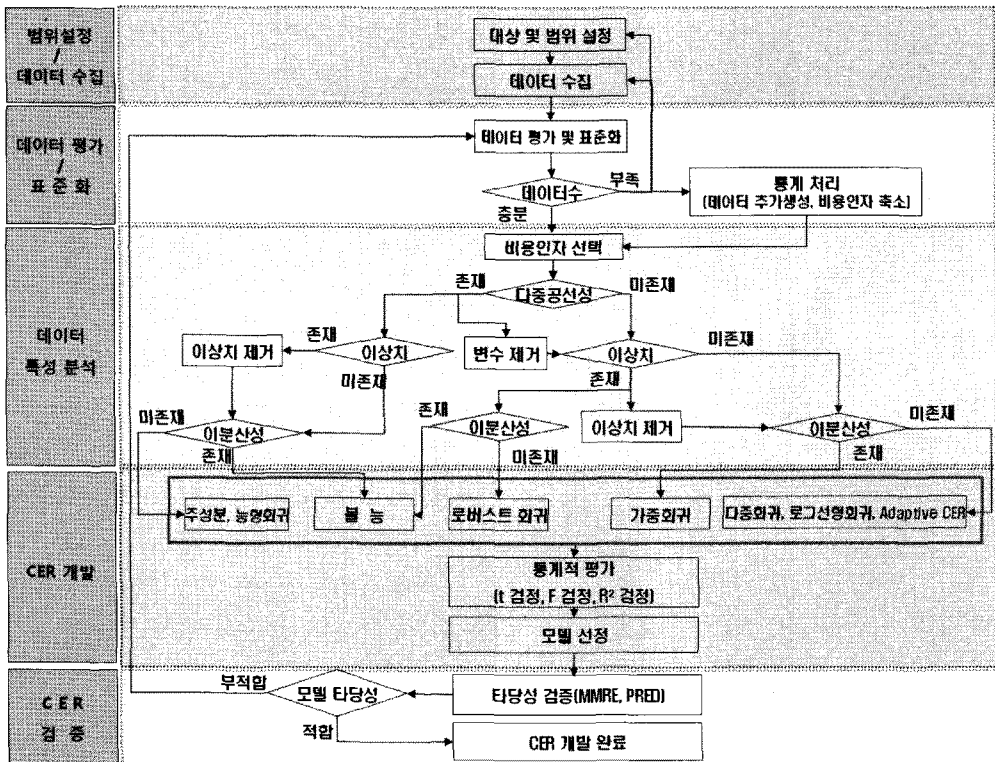 범위설정
/
데이터 수집
대상 및 범위 설정
데이터 수집
데이터 평가
/
표 준 화
데이터 평가 및 표준화
데이터수
부족
충분
통계 처리
(데이터 추가생성, 비용인자 축소)
데이터
특성 분석
비용인자 선택
존재
다중공선성
미존재
이상치 제거
존재
이상치
미존재
변수 제거
이상치
미존재
존재
미존재
이분산성
존재
존재
이분산성
미존재
이상치 제거
이분산성
미존재
존재
CER 개발
주성분, 능형회귀
불 능
로버스트 회귀
가중회귀
다중회귀, 로그선형회귀, Adaptive CER
통계적 평가
(t 검정, F 검정, R² 검정)
모델 선정
C E R
검 증
부적합
모델 타당성
적합
타당성 검증(MMRE, PRED)
CER 개발 완료